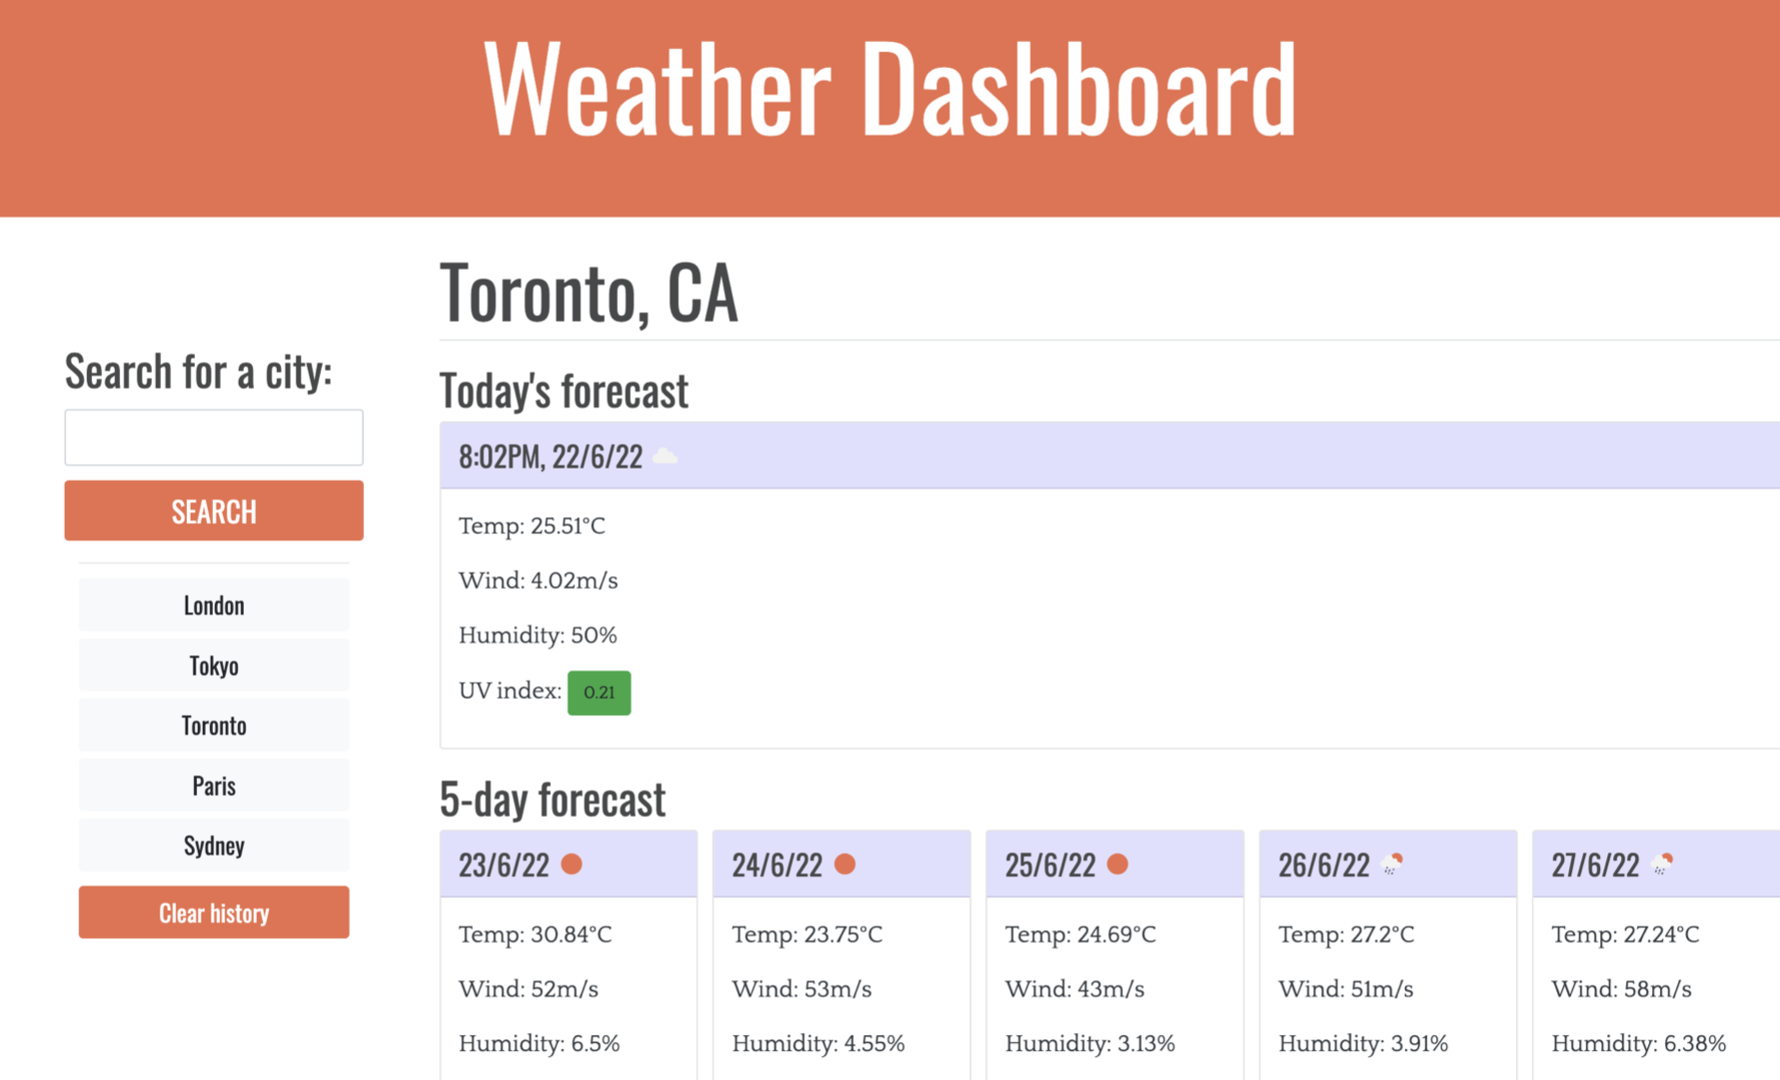 Weather Dashboard
Search for a city:
SEARCH
London
Tokyo
Toronto
Paris
Sydney
Clear history
Toronto, CA
Today's forecast
8:02PM, 22/6/22
Temp: 25.51°C
Wind: 4.02m/s
Humidity: 50%
UV index: 0.21
5-day forecast
23/6/22
Temp: 30.84°C
Wind: 52m/s
Humidity: 6.5%
24/6/22
Temp: 23.75°C
Wind: 53m/s
Humidity: 4.55%
25/6/22
Temp: 24.69°C
Wind: 43m/s
Humidity: 3.13%
26/6/22
Temp: 27.2°C
Wind: 51m/s
Humidity: 3.91%
27/6/22
Temp: 27.24°C
Wind: 58m/s
Humidity: 6.38%